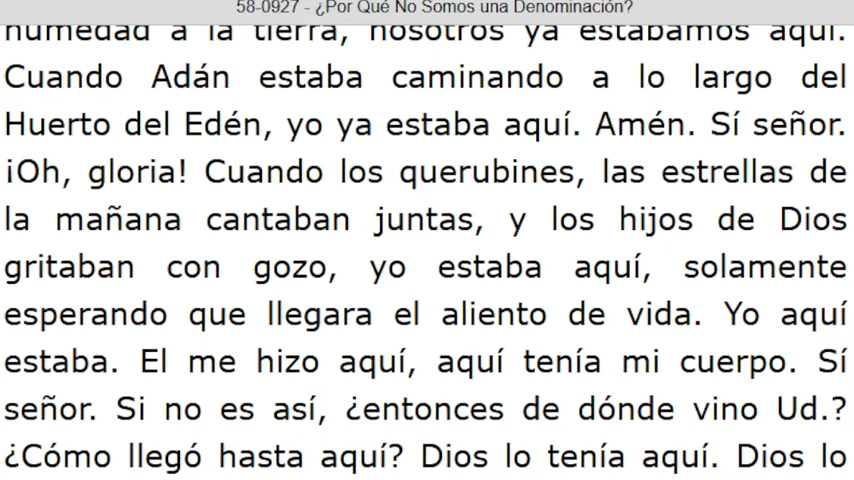 58-0927 - ¿Por Qué No Somos una Denominación?
humedad a la tierra, nosotros ya estábamos aquí.
Cuando Adán estaba caminando a lo largo del
Huerto del Edén, yo ya estaba aquí. Amén. Sí señor.
¡Oh, gloria! Cuando los querubines, las estrellas de
la mañana cantaban juntas, y los hijos de Dios
gritaban con gozo, yo estaba aquí, solamente
esperando que llegara el aliento de vida. Yo aquí
estaba. El me hizo aquí, aquí tenía mi cuerpo. Sí
señor. Si no es así, ¿entonces de dónde vino Ud.?
¿Cómo llegó hasta aquí? Dios lo tenía aquí. Dios lo